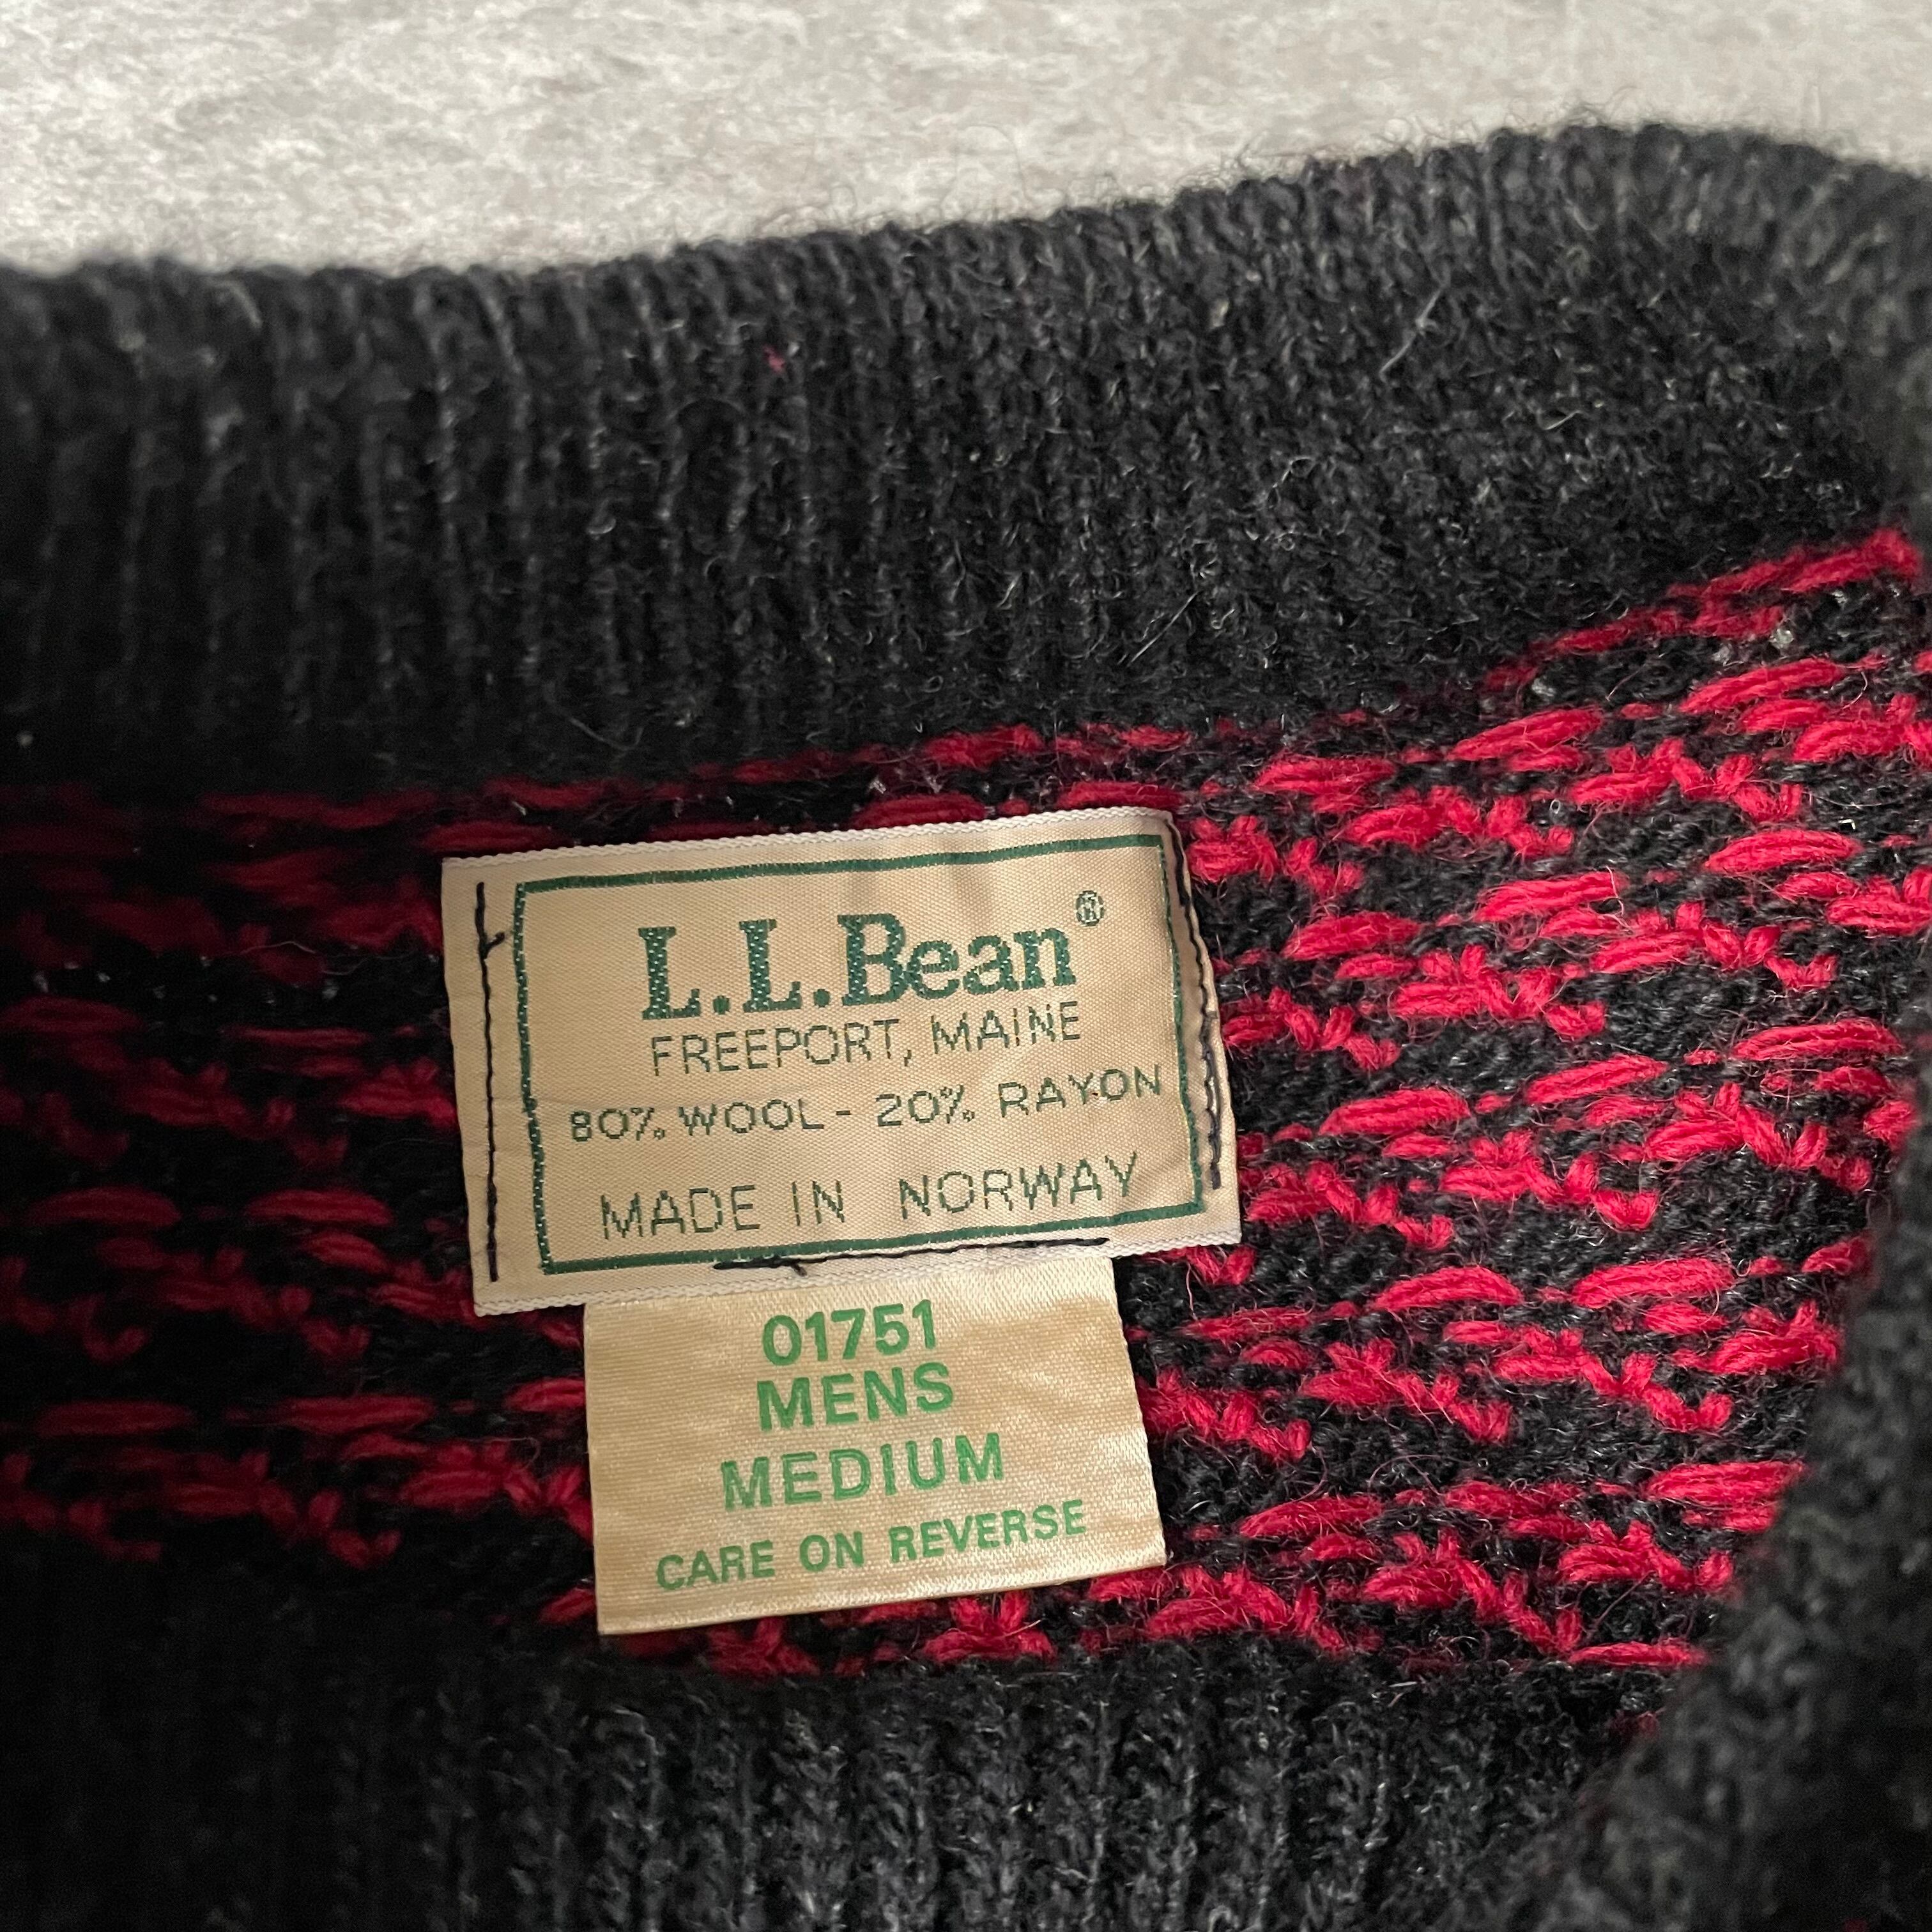 L.L.Bean®
FREEPORT, MAINE
80% WOOL - 20% RAYON
MADE IN NORWAY
01751
MENS
MEDIUM
CARE ON REVERSE